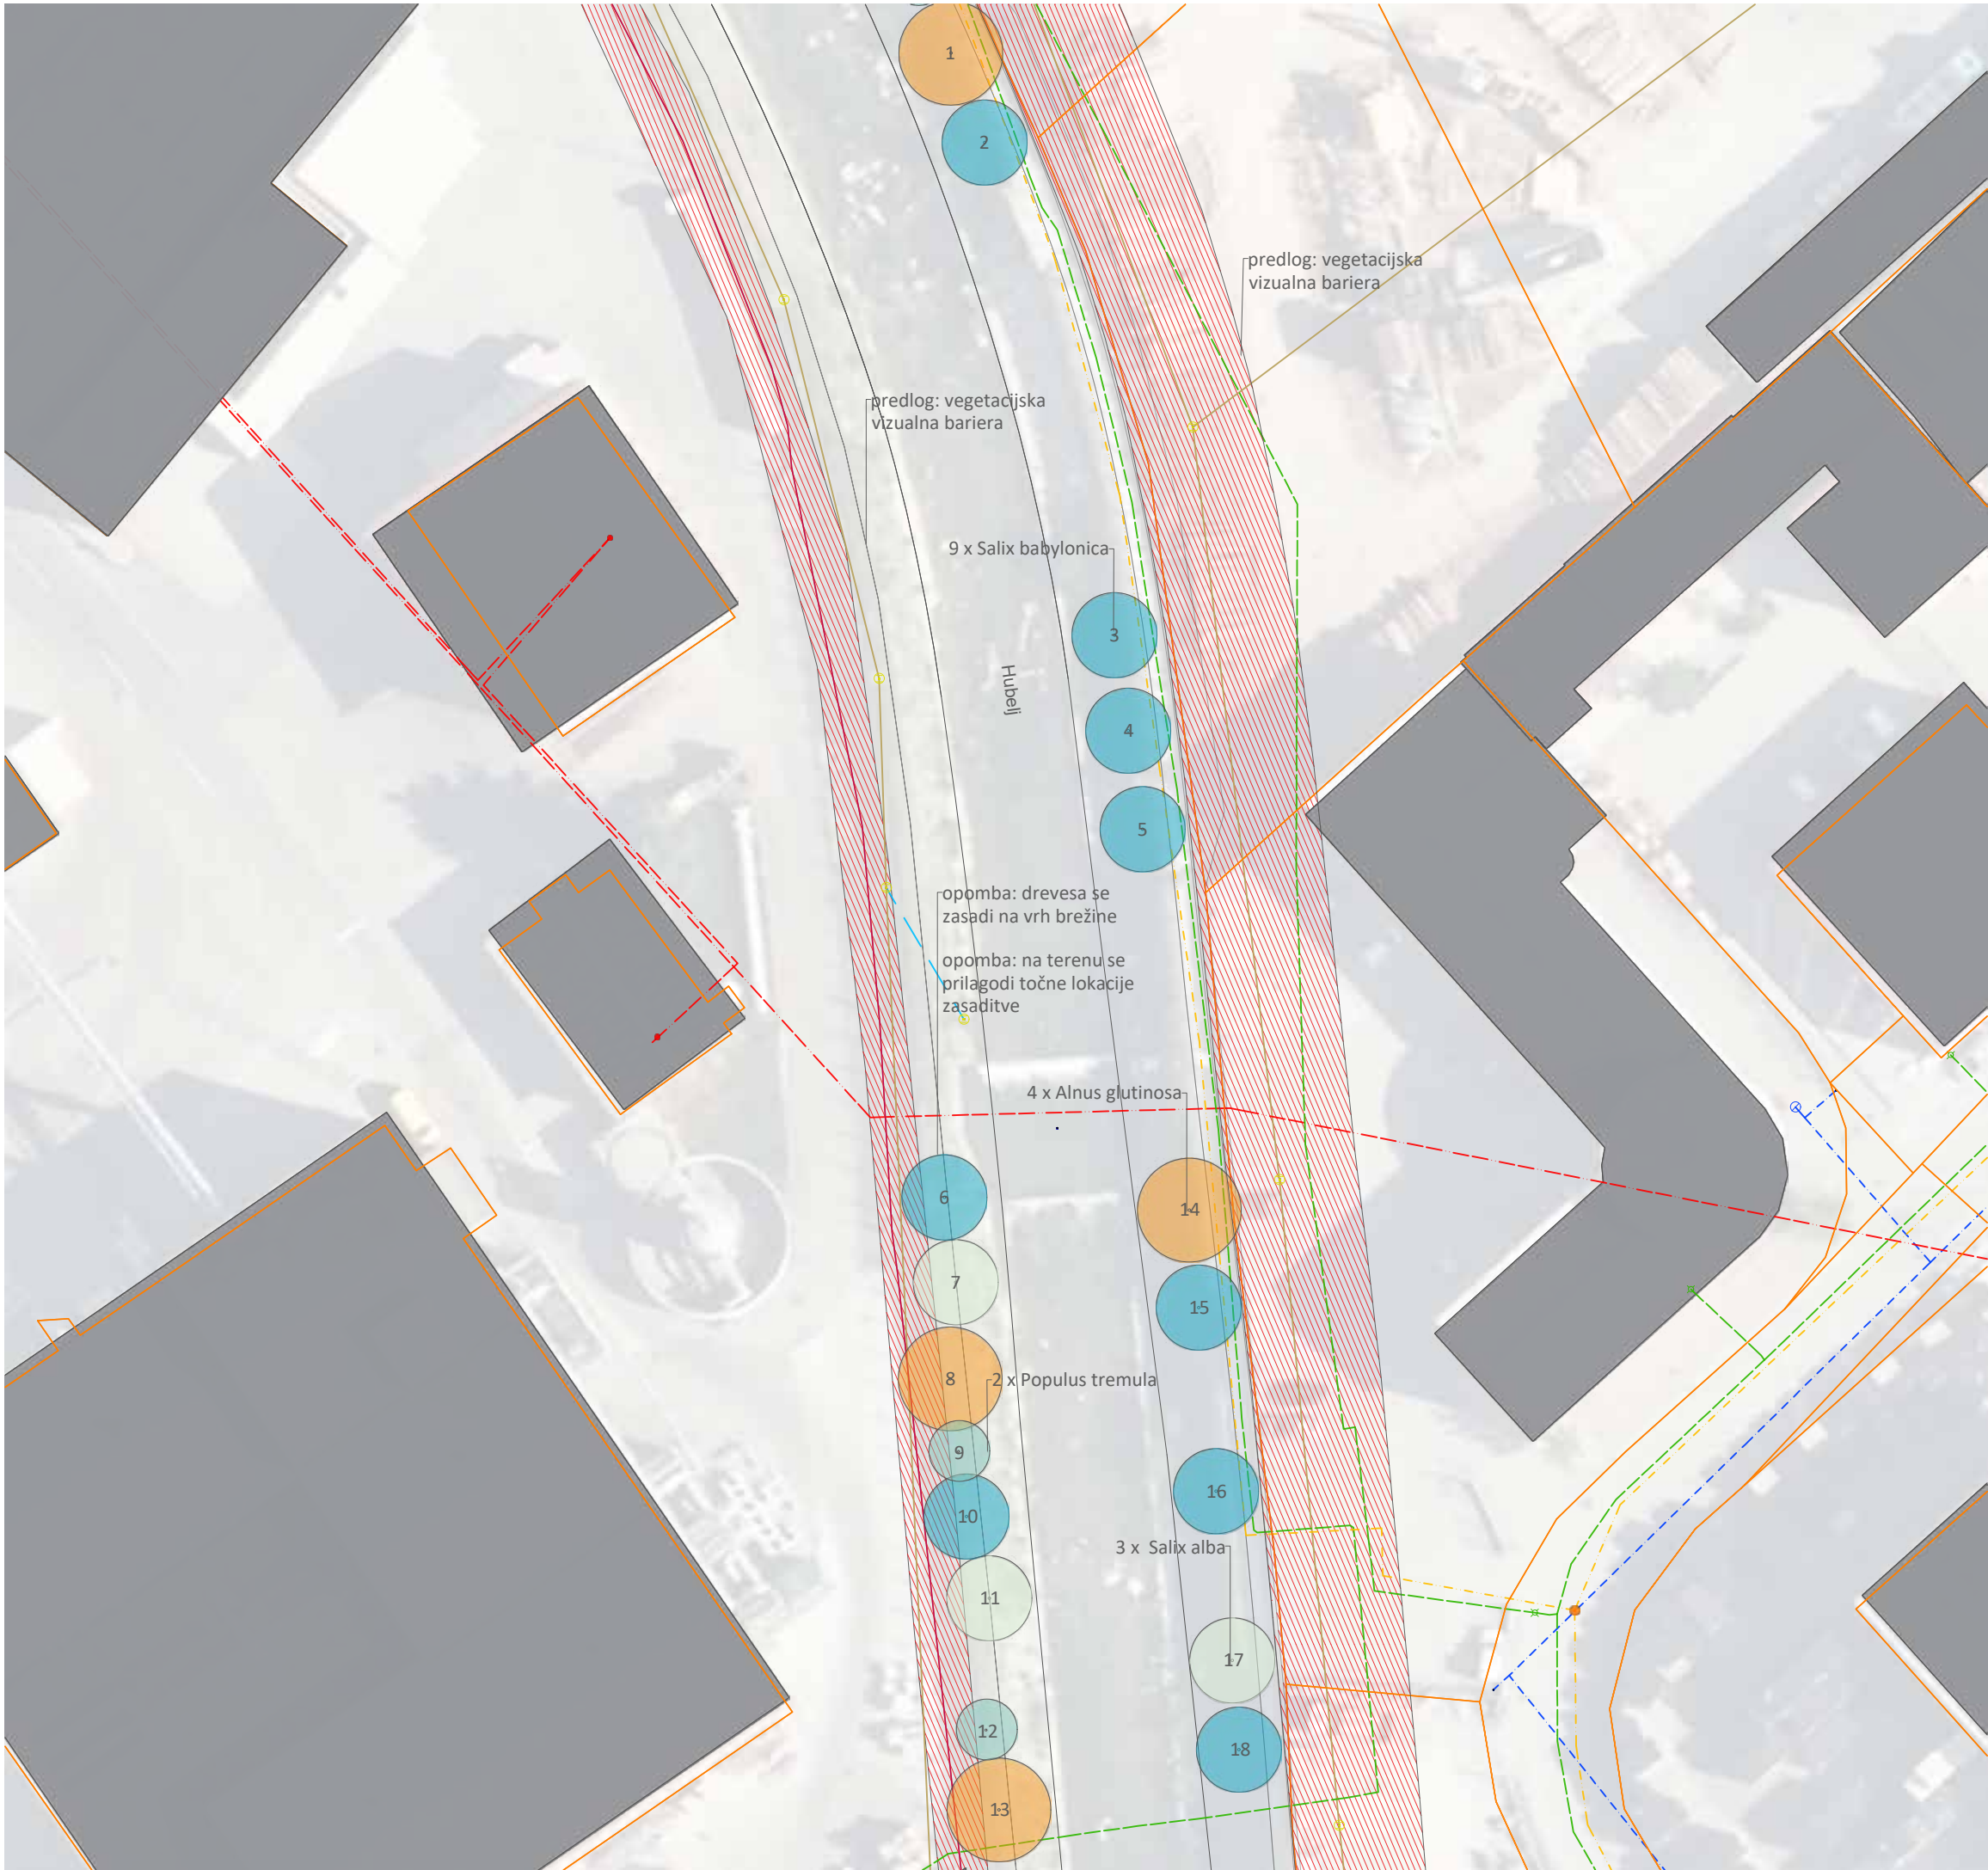 1
2
predlog: vegetacijska
vizualna bariera
predlog: vegetacijska
vizualna bariera
9 x Salix babylonica
3
Hubelj
4
5
opomba: drevesa se
zasadi na vrh brežine
opomba: na terenu se
prilagodi točne lokacije
zasaditve
4 x Alnus glutinosa
6
14
7
15
8
2 x Populus tremula
9
16
10
3 x Salix alba
11
17
12
18
13